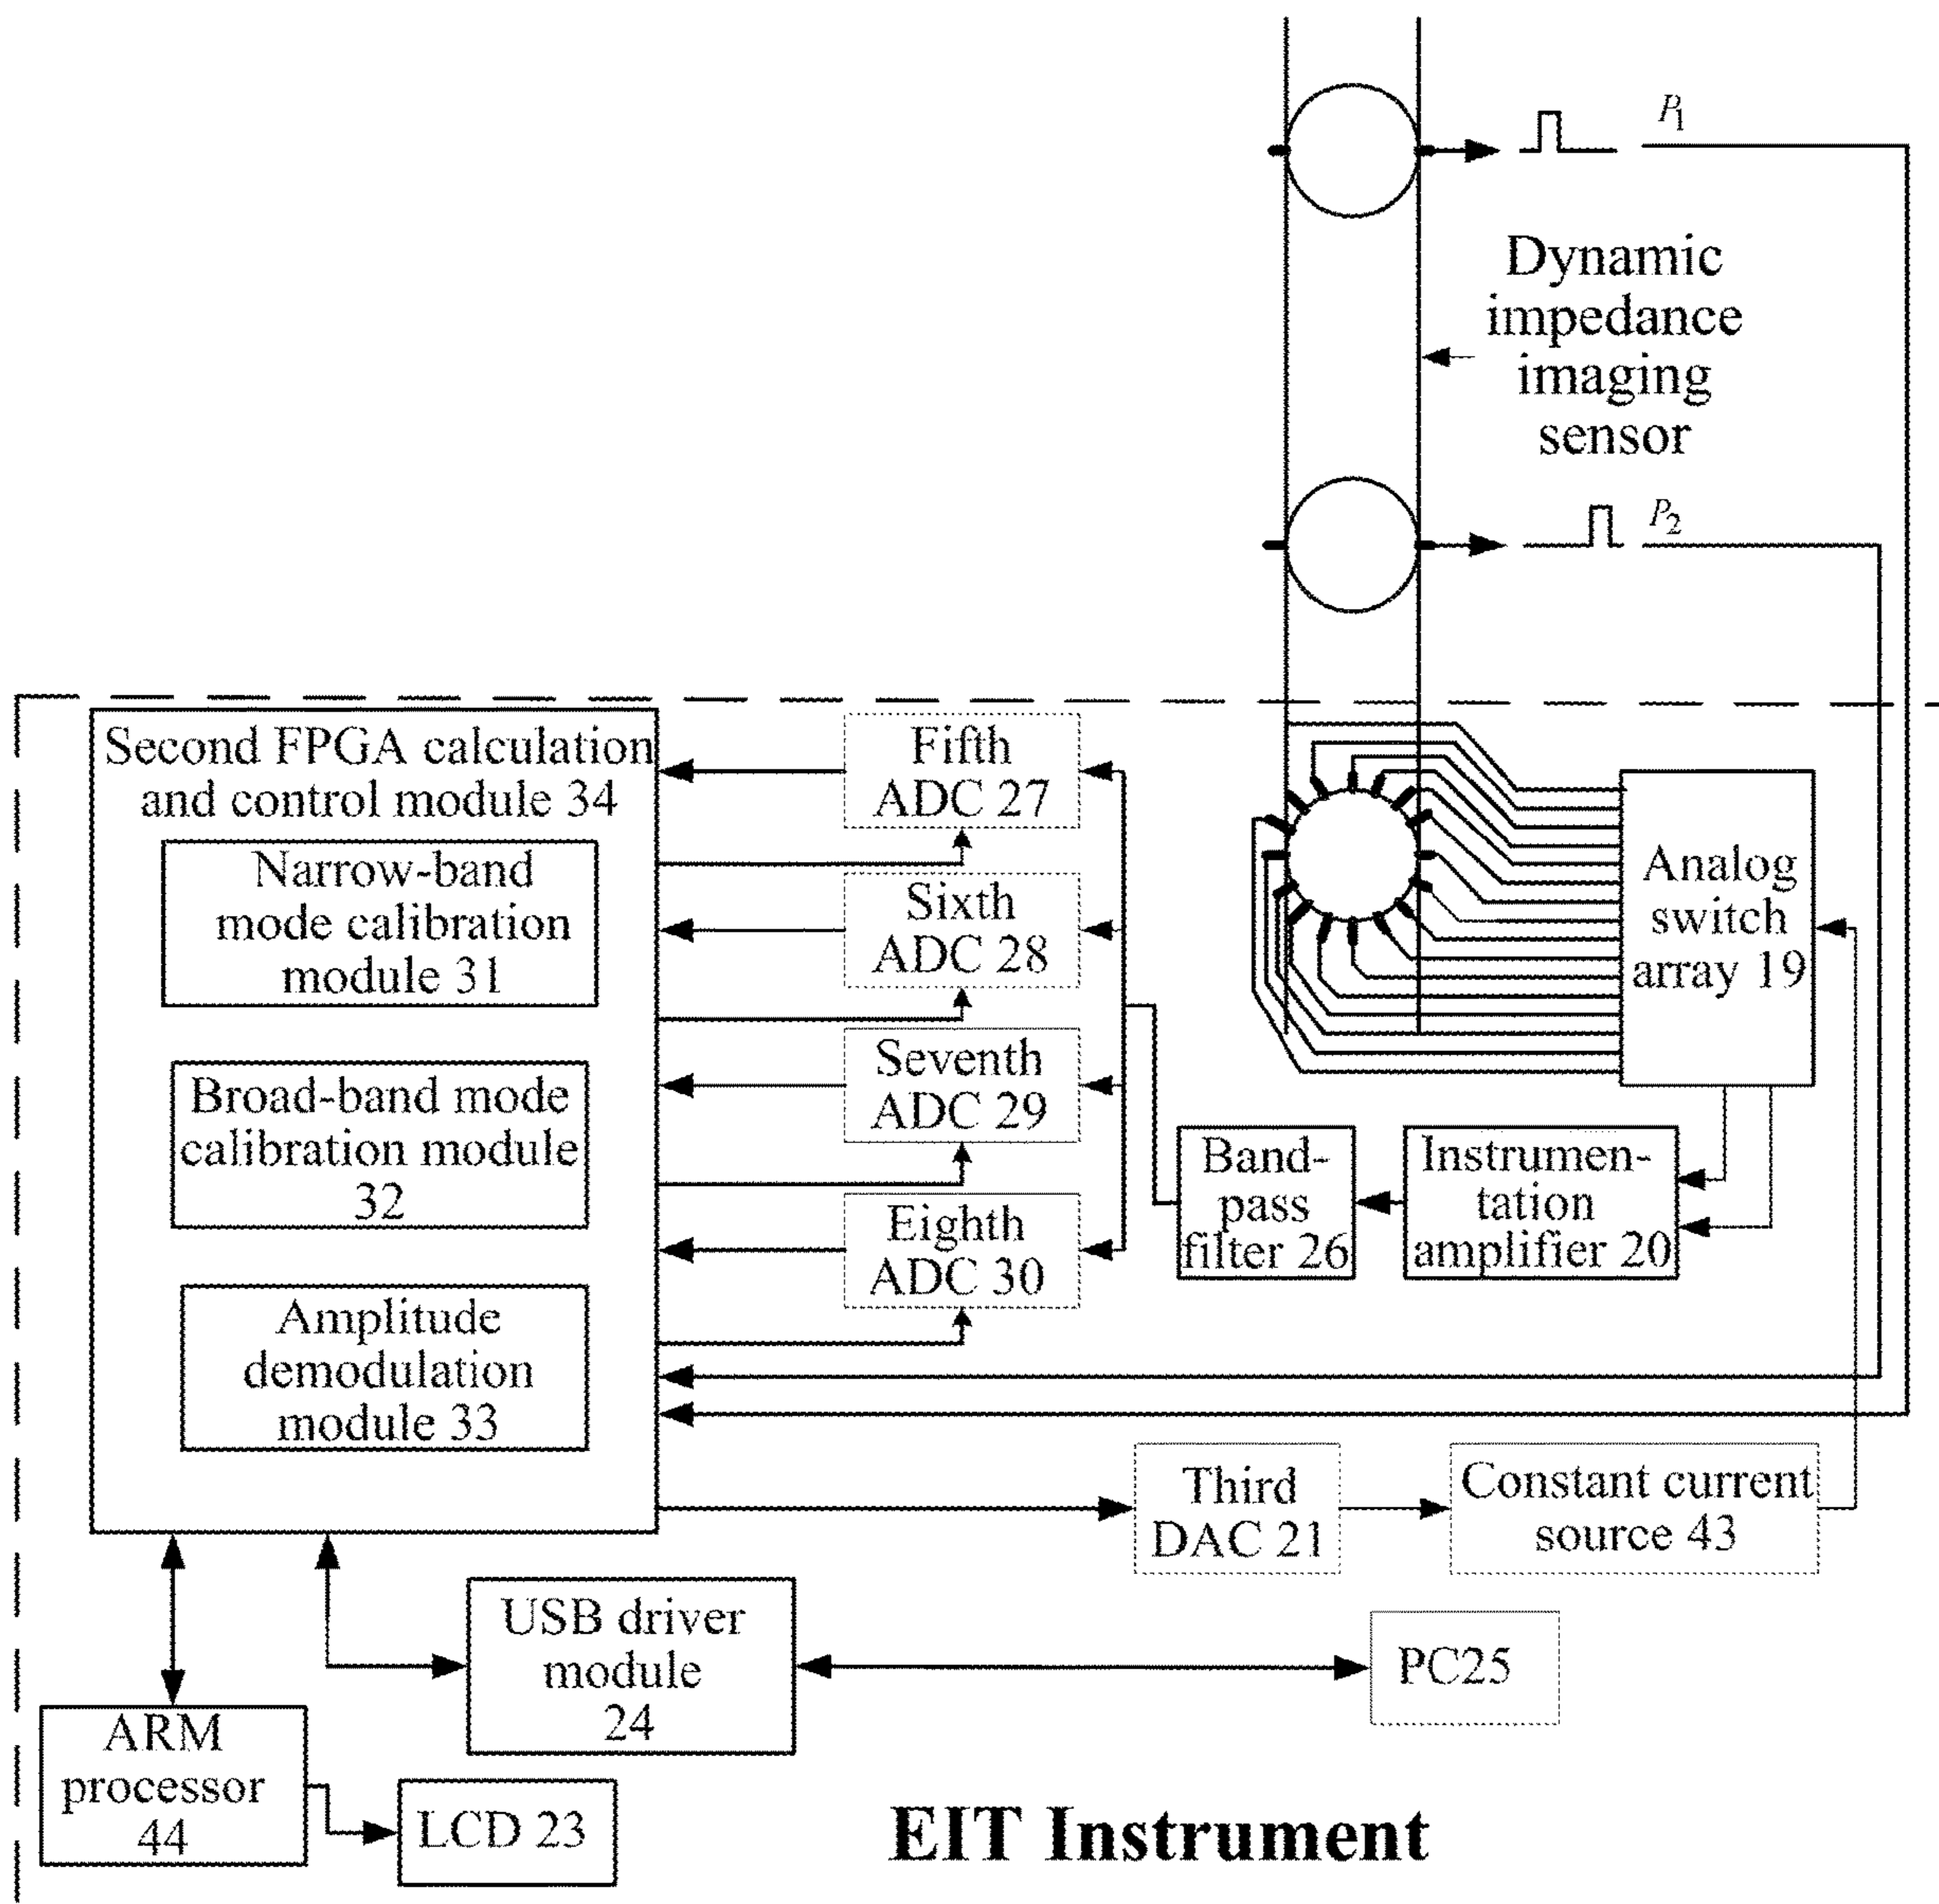 P1
Dynamic
impedance
imaging
sensor
P2
Second FPGA calculation
and control module 34
Narrow-band
mode calibration
module 31
Broad-band mode
calibration module
32
Amplitude
demodulation
module 33
Fifth
ADC 27
Sixth
ADC 28
Seventh
ADC 29
Eighth
ADC 30
Analog
switch
array 19
Band-
pass
filter 26
Instrumen-
tation
amplifier 20
Third
DAC 21
Constant current
source 43
USB driver
module
24
PC25
ARM
processor
44
LCD 23
EIT Instrument